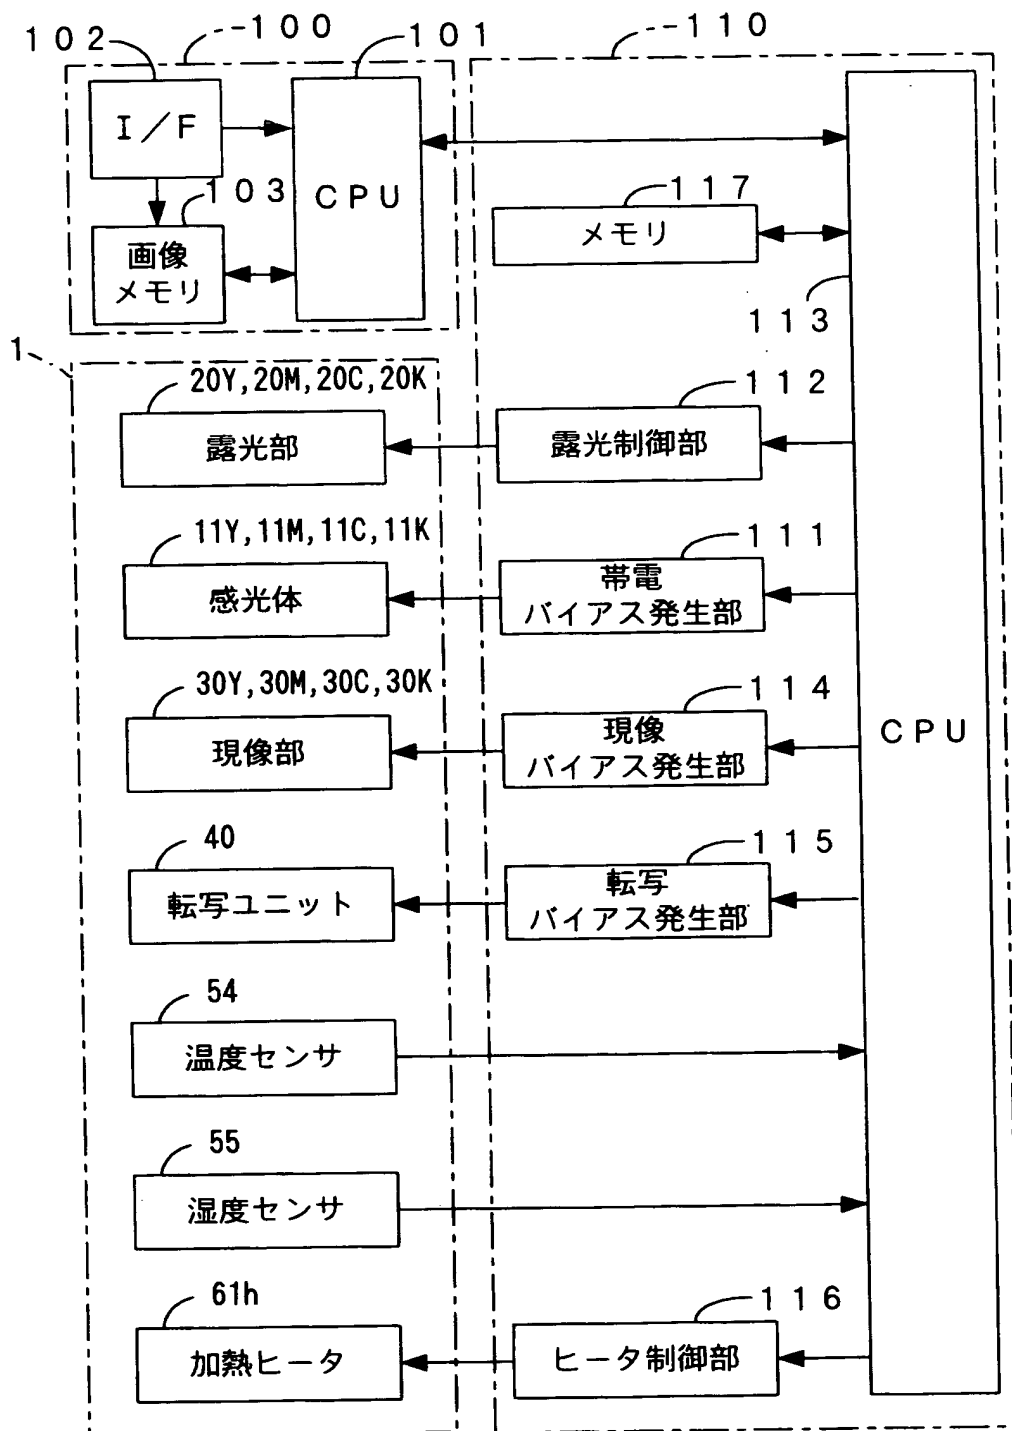 １０２
１００
１０１
１１０
Ｉ／Ｆ
ＣＰＵ
１０３
画像
メモリ
１１７
メモリ
１１３
1
20Y,20M,20C,20K
露光部
１１２
露光制御部
11Y,11M,11C,11K
感光体
１１１
帯電
バイアス発生部
30Y,30M,30C,30K
現像部
１１４
現像
バイアス発生部
ＣＰＵ
40
転写ユニット
１１５
転写
バイアス発生部
54
温度センサ
55
湿度センサ
61h
加熱ヒータ
１１６
ヒータ制御部